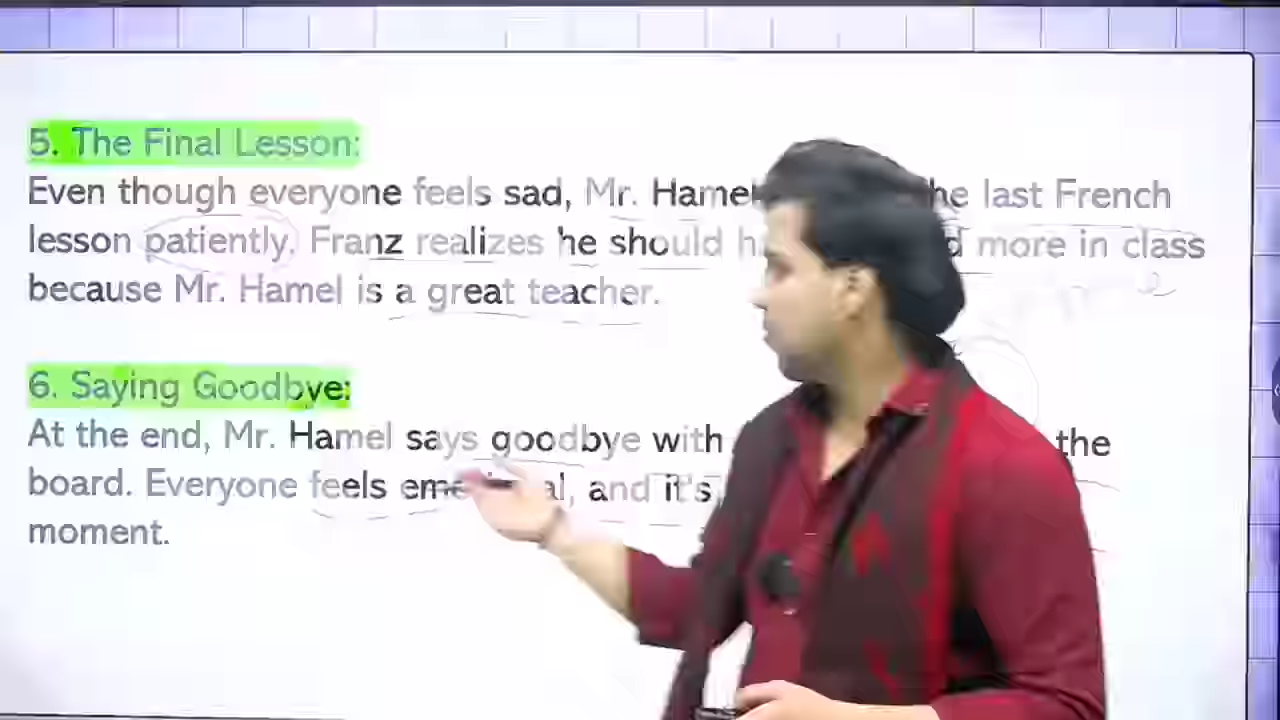 5. The Final Lesson:
Even though everyone feels sad, Mr. Hamel the last French
lesson patiently. Franz realizes he should more in class
because Mr. Hamel is a great teacher.
6. Saying Goodbye:
At the end, Mr. Hamel says goodbye with the
board. Everyone feels emotional, and it's
moment.